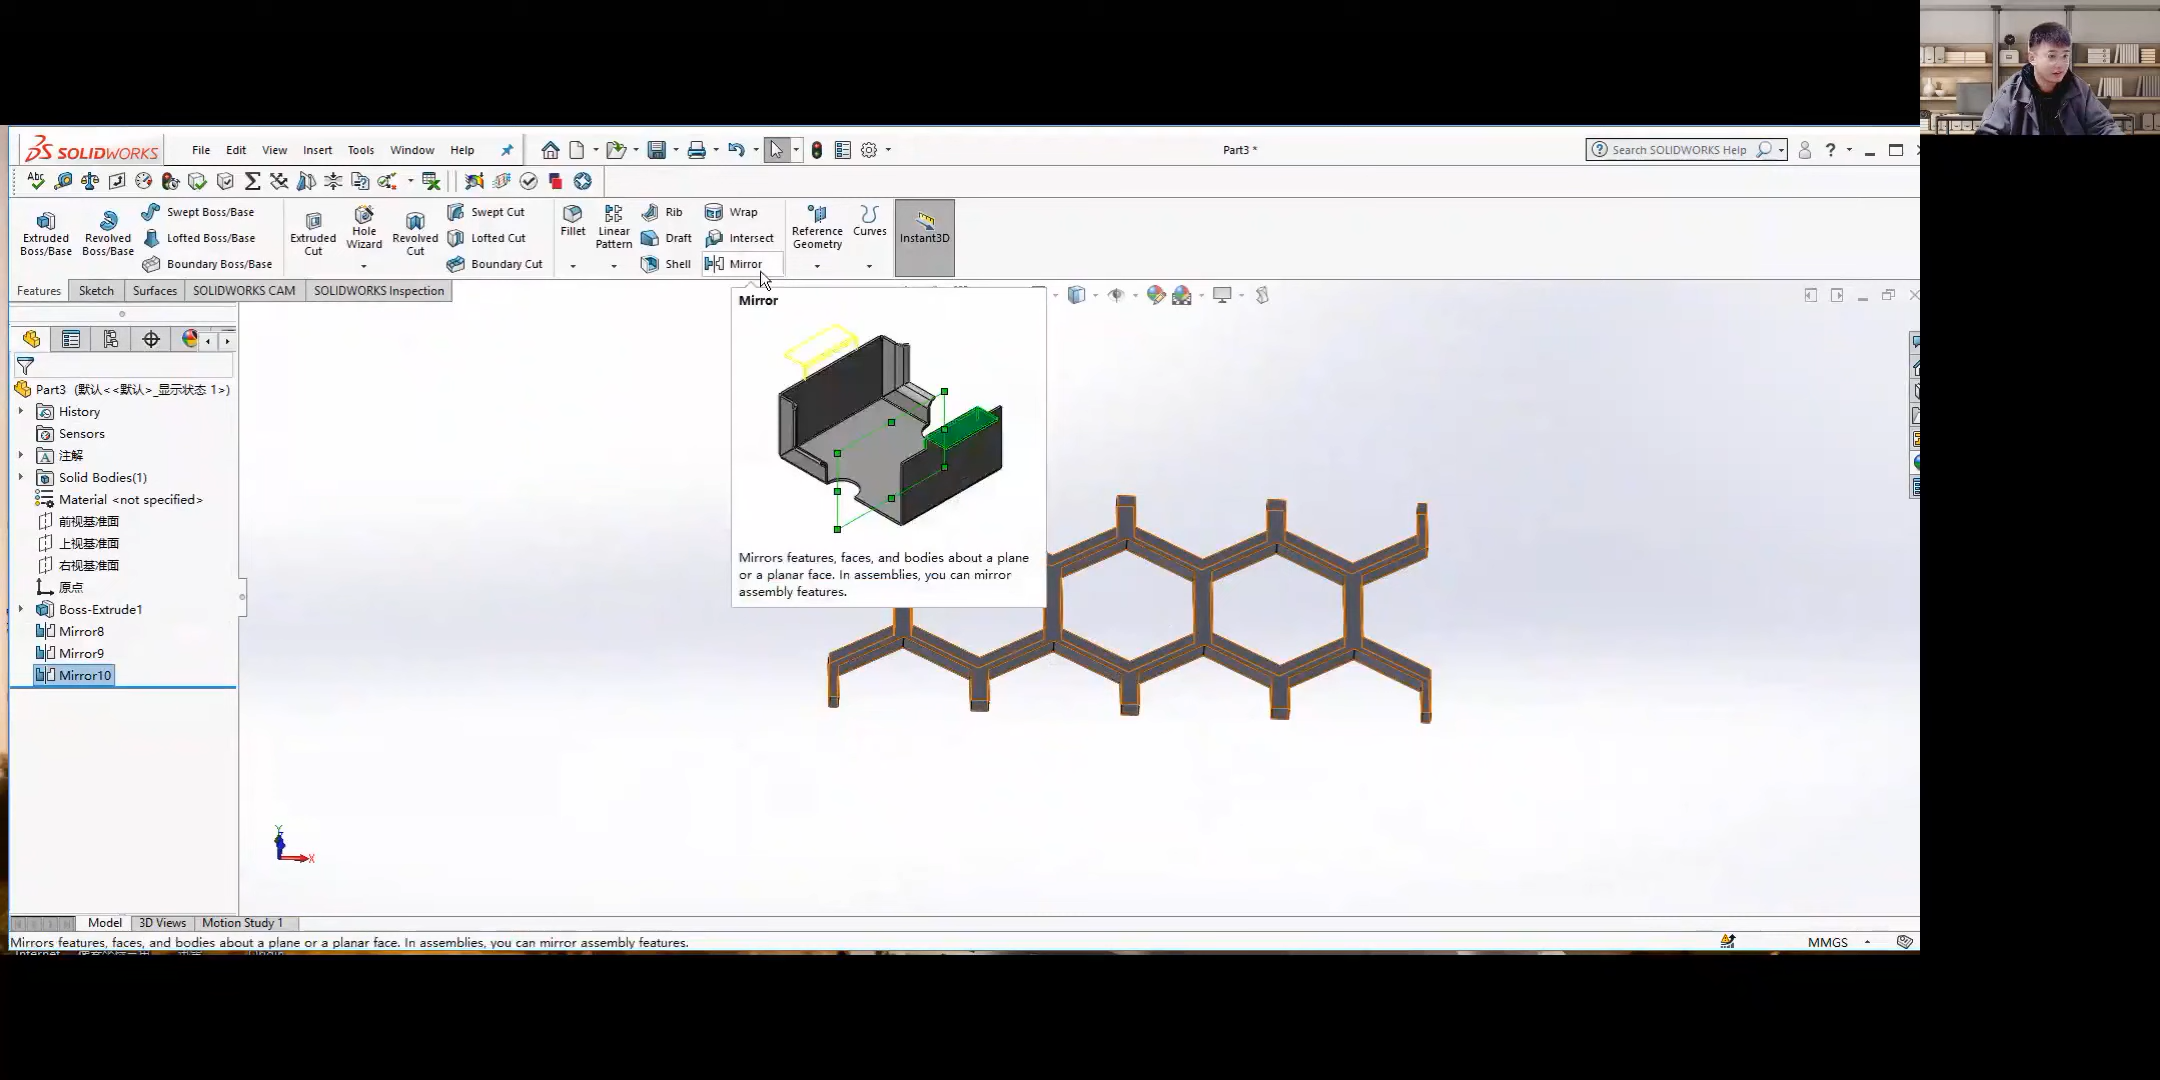 SOLIDWORKS File Edit View Insert Tools Window Help Part3 * Search SOLIDWORKS Help
Extruded Boss/Base
Revolved Boss/Base
Swept Boss/Base
Lofted Boss/Base
Boundary Boss/Base
Extruded Cut
Hole Wizard
Revolved Cut
Swept Cut
Lofted Cut
Boundary Cut
Fillet
Linear Pattern
Rib
Draft
Shell
Wrap
Intersect
Mirror
Reference Geometry
Curves
Instant3D
Features Sketch Surfaces SOLIDWORKS CAM SOLIDWORKS Inspection
Mirror
Mirrors features, faces, and bodies about a plane
or a planar face. In assemblies, you can mirror
assembly features.
Part3 (默认<<默认>_显示状态 1>)
History
Sensors
注解
Solid Bodies(1)
Material <not specified>
前视基准面
上视基准面
右视基准面
原点
Boss-Extrude1
Mirror8
Mirror9
Mirror10
Y
X
Model 3D Views Motion Study 1
Mirrors features, faces, and bodies about a plane or a planar face. In assemblies, you can mirror assembly features. MMGS